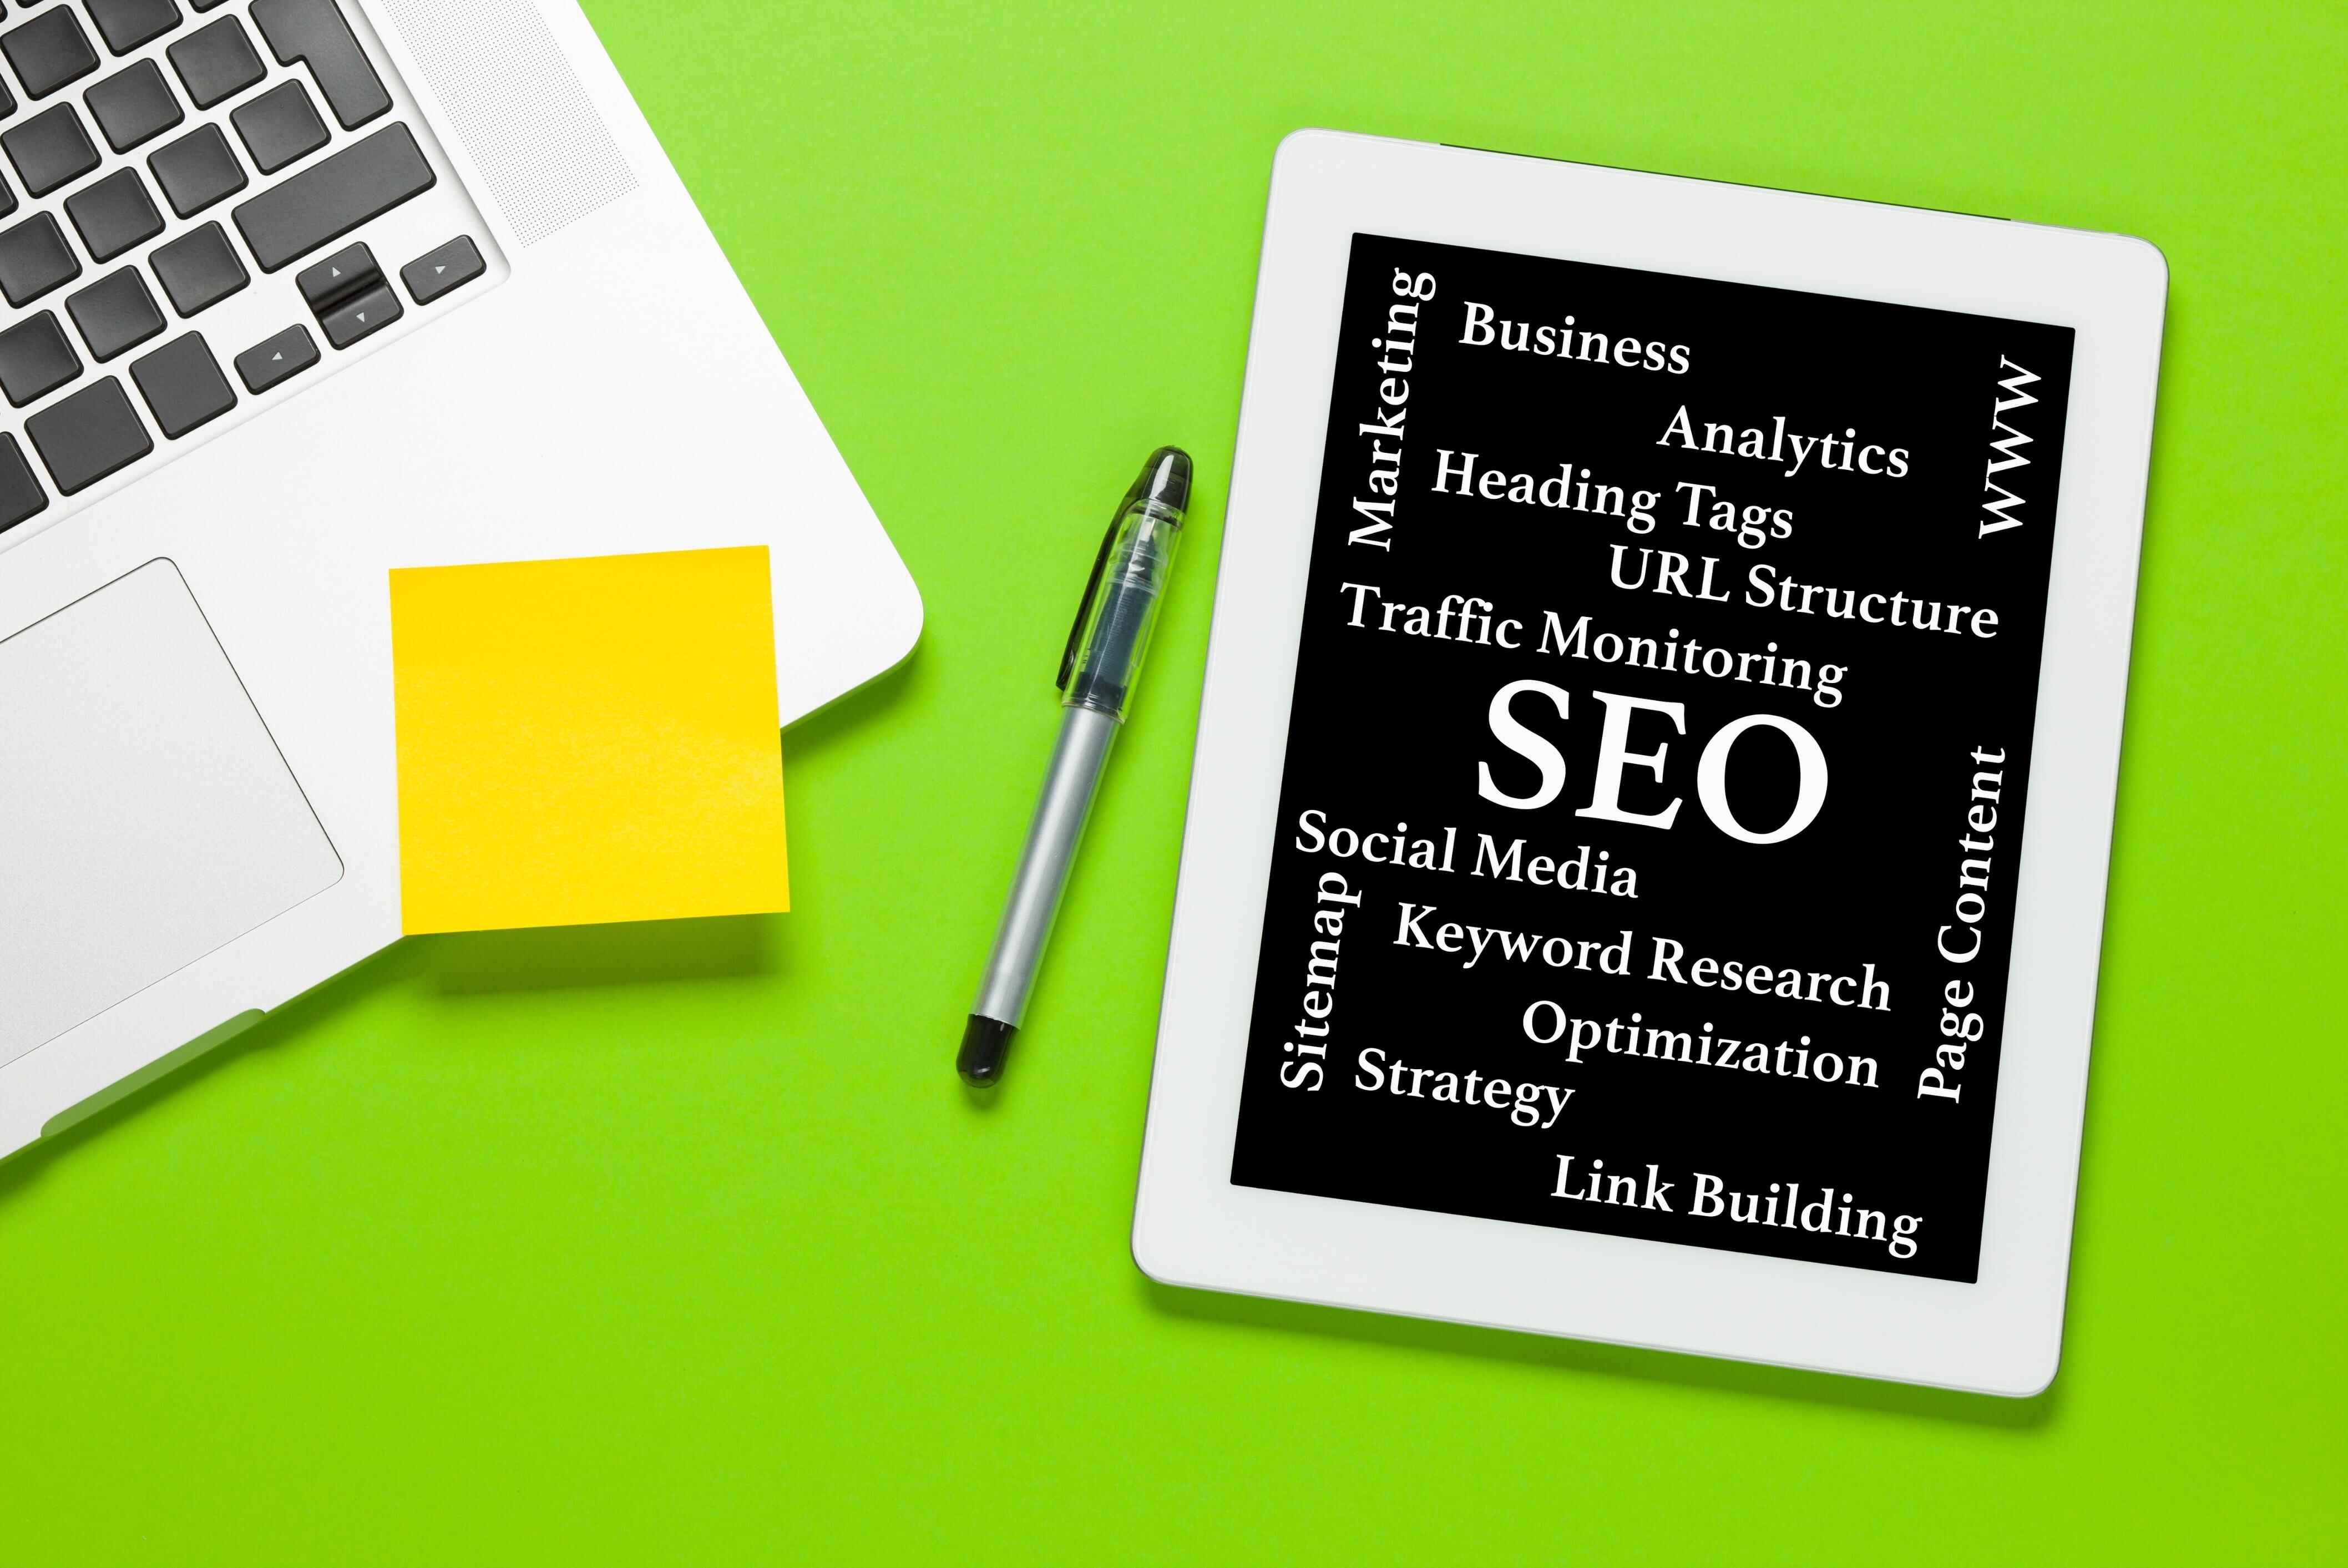 Marketing
Business
WWW
Analytics
Heading Tags
URL Structure
Traffic Monitoring
SEO
Social Media
Page Content
Sitemap
Keyword Research
Optimization
Strategy
Link Building